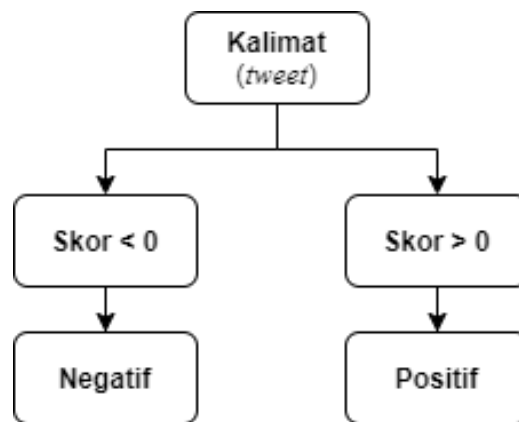 Kalimat
(tweet)
Skor < 0
Skor > 0
Negatif
Positif